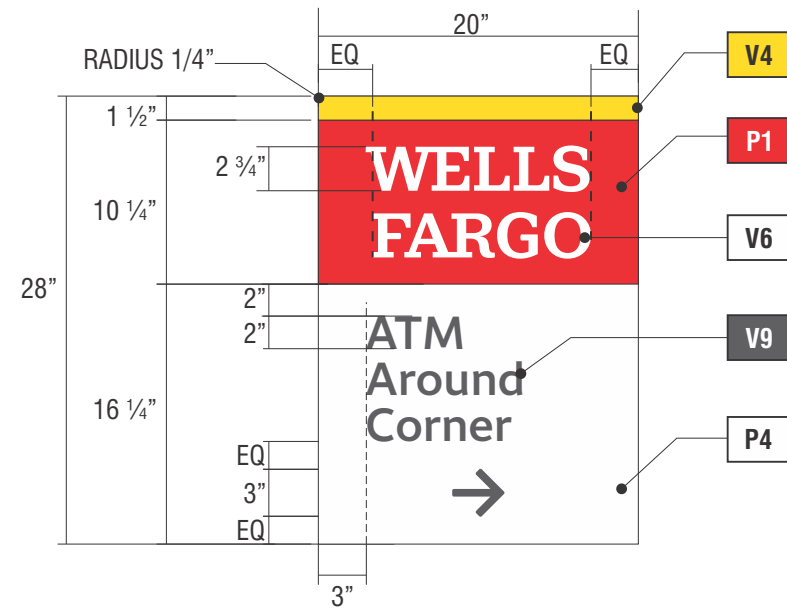 20”
EQ
EQ
V4
RADIUS 1/4”
1 ½”
P1
2 ¾”
WELLS
FARGO
10 ¼”
V6
28”
2”
2”
ATM
Around
Corner
V9
16 ¼”
P4
EQ
3”
EQ
3”